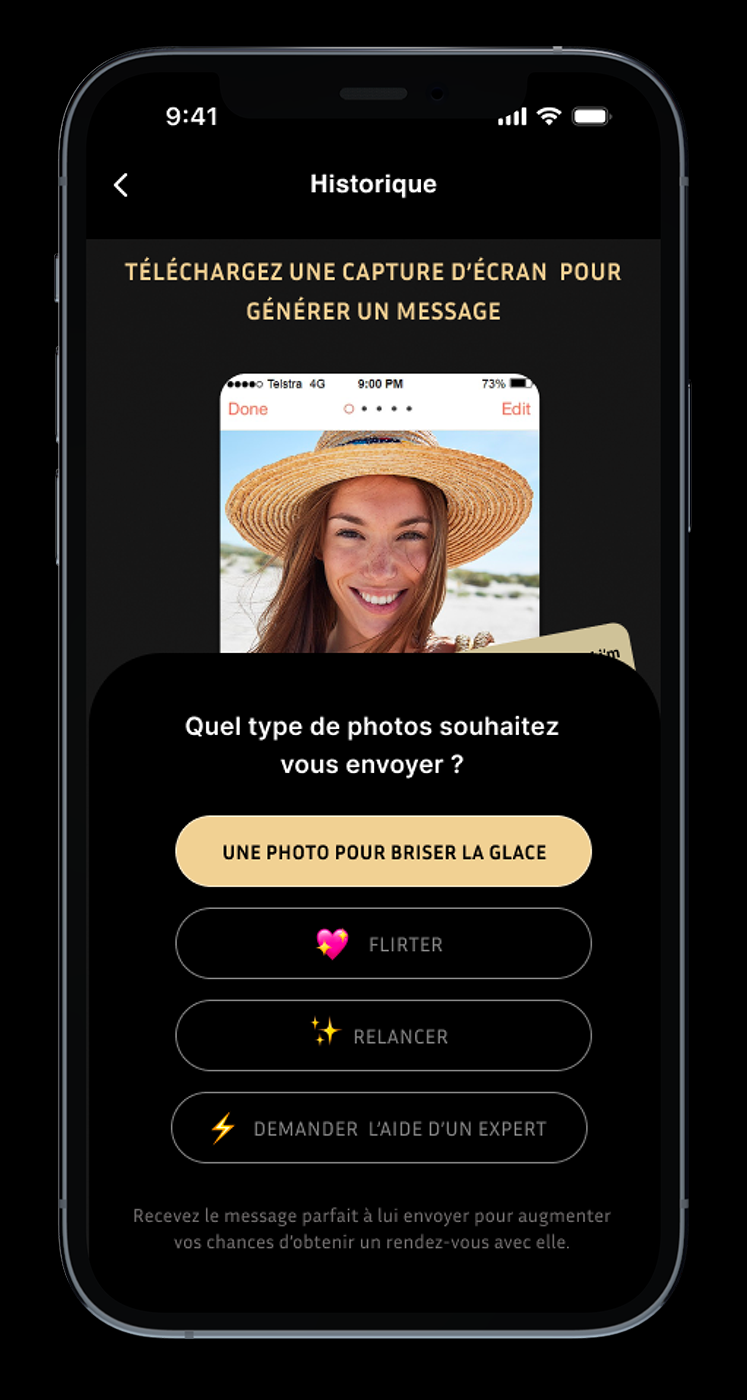 9:41
Historique
TÉLÉCHARGEZ UNE CAPTURE D'ÉCRAN POUR
GÉNÉRER UN MESSAGE
Telstra 4G 9:00 PM 73%
Done Edit
i'm
Quel type de photos souhaitez
vous envoyer ?
UNE PHOTO POUR BRISER LA GLACE
FLIRTER
RELANCER
DEMANDER L'AIDE D'UN EXPERT
Recevez le message parfait à lui envoyer pour augmenter
vos chances d'obtenir un rendez-vous avec elle.